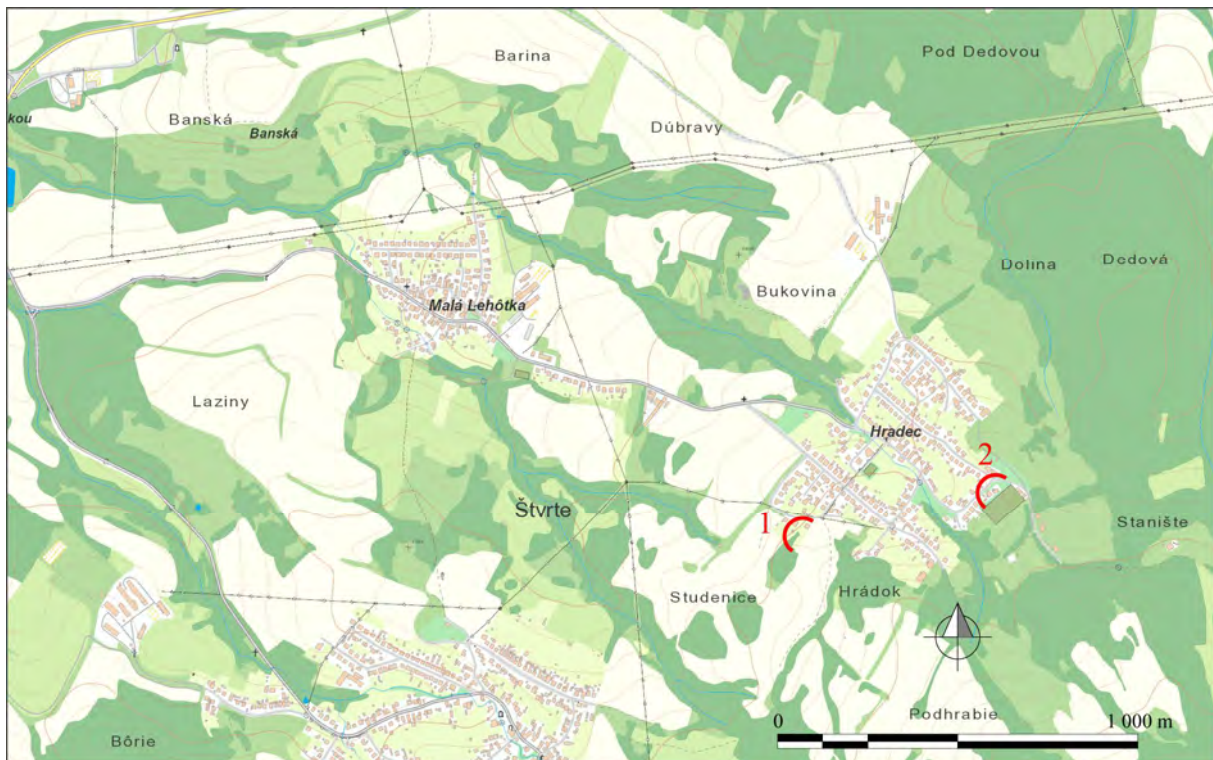 Barina
Pod Dedovou
kou
Banská
Banská
Dúbravy
Dolina
Dedová
Bukovina
Malá Lehôtka
Laziny
Hradec
2
Štvrte
1
Stanište
Studenice
Hrádok
Podhrabie
0
1 000 m
Bôrie